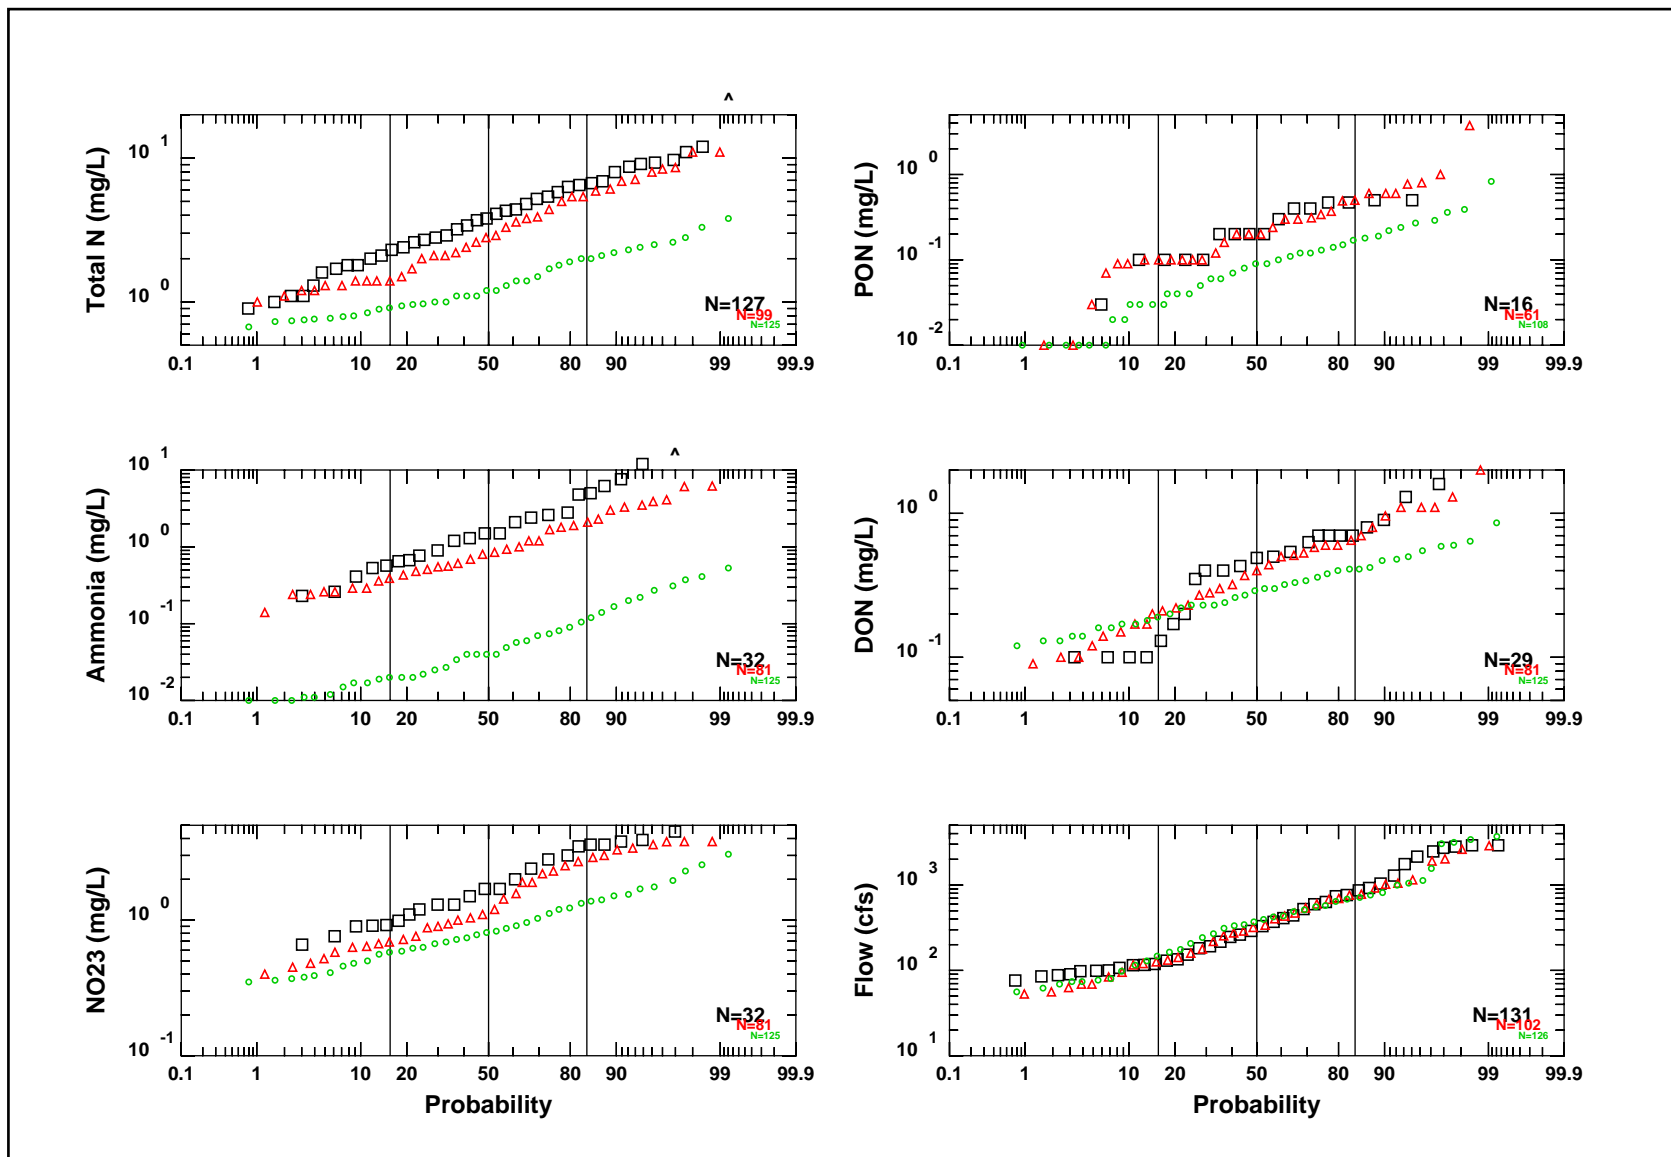 ^
Total N (mg/L)
10 1
10 0
N=127
N=99
N=125
0.1 1 10 20 50 80 90 99 99.9
PON (mg/L)
10 0
10 -1
10 -2
N=16
N=61
N=108
0.1 1 10 20 50 80 90 99 99.9
^
Ammonia (mg/L)
10 1
10 0
10 -1
10 -2
N=32
N=81
N=125
0.1 1 10 20 50 80 90 99 99.9
DON (mg/L)
10 0
10 -1
N=29
N=81
N=125
0.1 1 10 20 50 80 90 99 99.9
NO23 (mg/L)
10 0
10 -1
N=32
N=81
N=125
0.1 1 10 20 50 80 90 99 99.9
Probability
Flow (cfs)
10 3
10 2
10 1
N=131
N=102
N=126
0.1 1 10 20 50 80 90 99 99.9
Probability